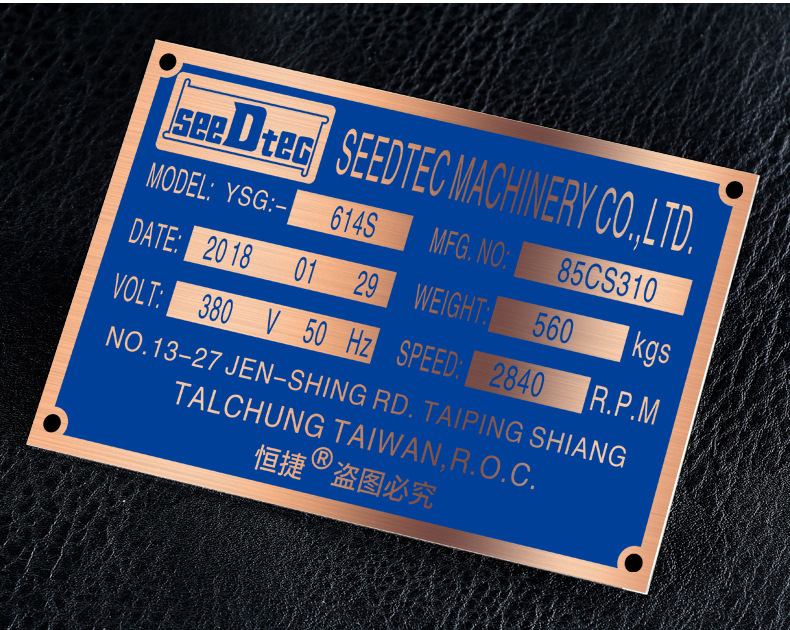 seeDtec
SEEDTEC MACHINERY CO.,LTD.
MODEL: YSG:- 614S MFG. NO: 85CS310
DATE: 2018 01 29 WEIGHT: 560 kgs
VOLT: 380 V 50 Hz SPEED: 2840 R.P.M
NO.13-27 JEN-SHING RD. TAIPING SHIANG
TALCHUNG TAIWAN,R.O.C.
恒捷® 盗图必究